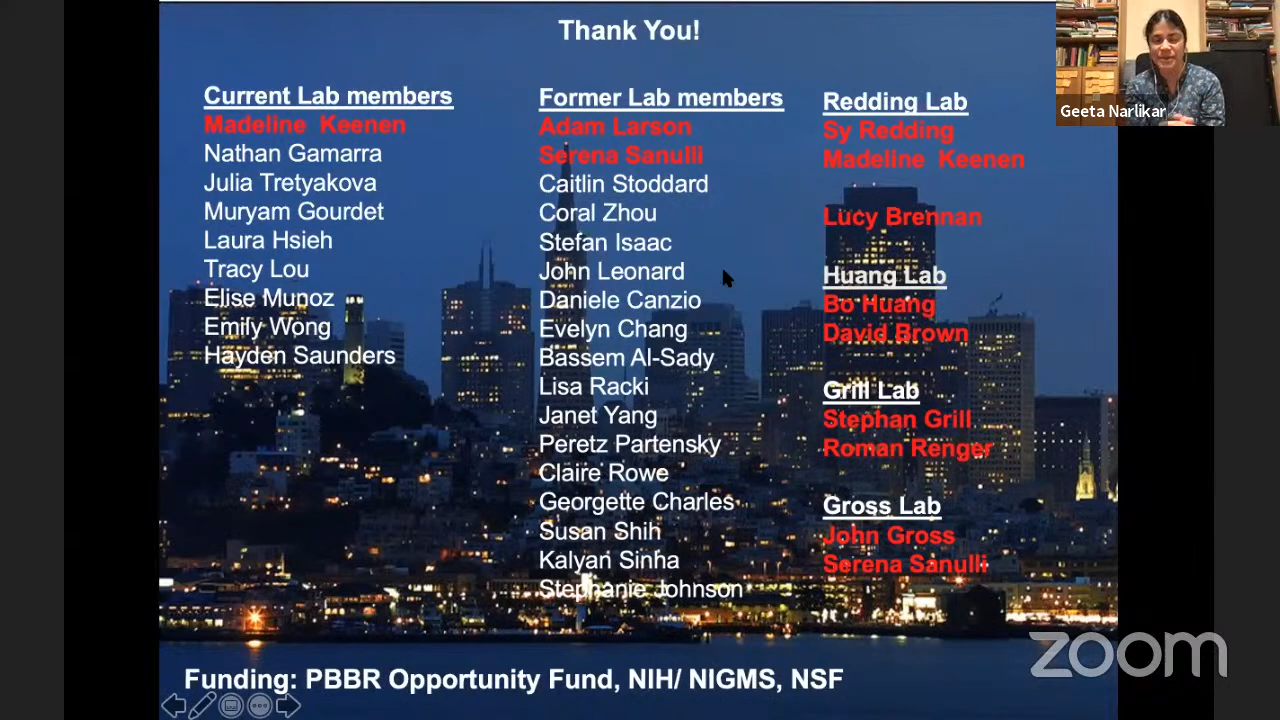 Thank You!
Current Lab members
Madeline Keenen
Nathan Gamarra
Julia Tretyakova
Muryam Gourdet
Laura Hsieh
Tracy Lou
Elise Munoz
Emily Wong
Hayden Saunders
Former Lab members
Adam Larson
Serena Sanulli
Caitlin Stoddard
Coral Zhou
Stefan Isaac
John Leonard
Daniele Canzio
Evelyn Chang
Bassem Al-Sady
Lisa Racki
Janet Yang
Peretz Partensky
Claire Rowe
Georgette Charles
Susan Shih
Kalyan Sinha
Stephanie Johnson
Redding Lab
Sy Redding
Madeline Keenen
Lucy Brennan
Huang Lab
Bo Huang
David Brown
Grill Lab
Stephan Grill
Roman Renger
Gross Lab
John Gross
Serena Sanulli
Funding: PBBR Opportunity Fund, NIH/ NIGMS, NSF
Geeta Narlikar
zoom